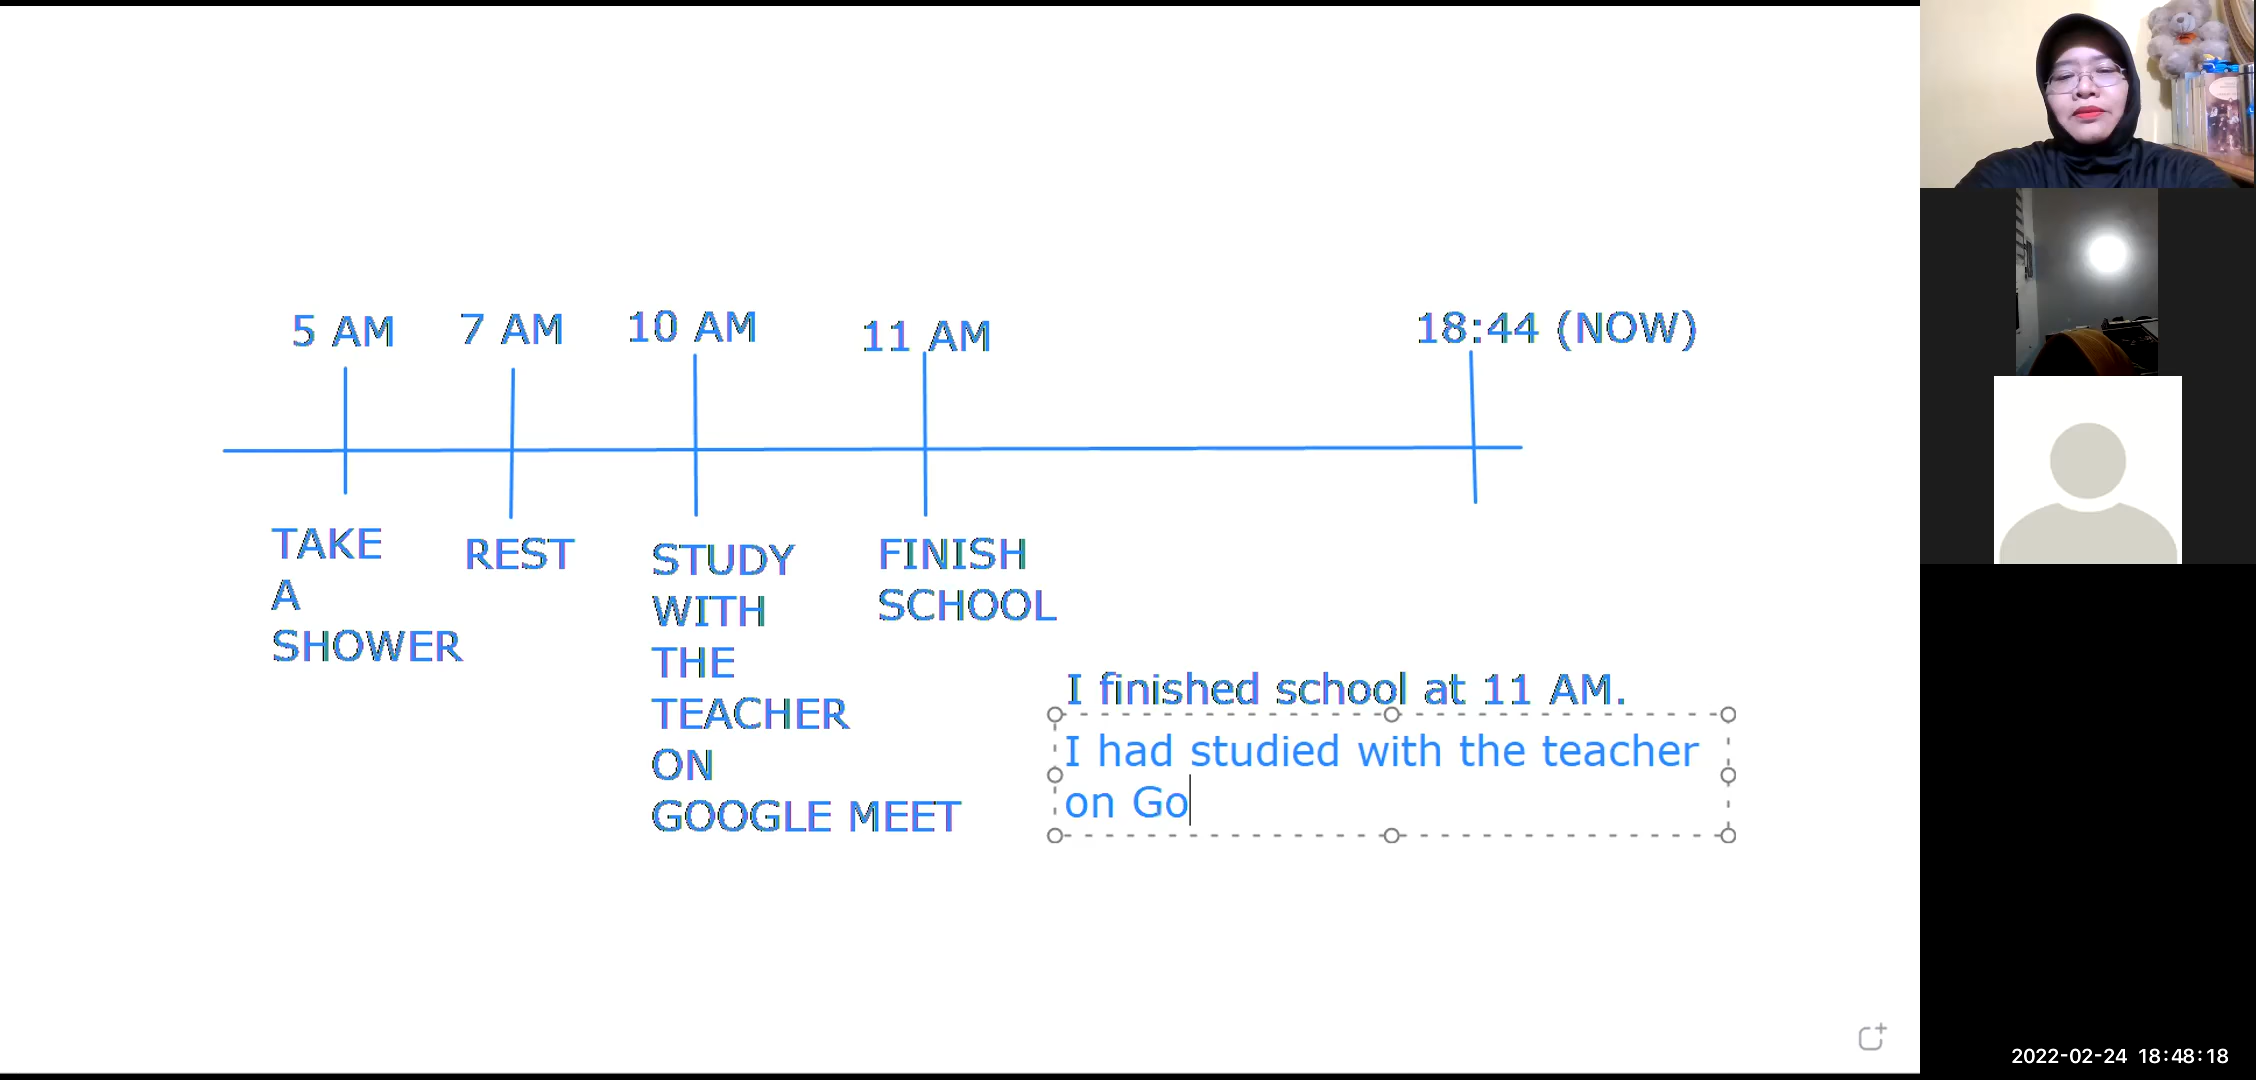 5 AM
7 AM
10 AM
11 AM
18:44 (NOW)
TAKE
A
SHOWER
REST
STUDY
WITH
THE
TEACHER
ON
GOOGLE MEET
FINISH
SCHOOL
I finished school at 11 AM.
I had studied with the teacher
on Go
2022-02-24 18:48:18